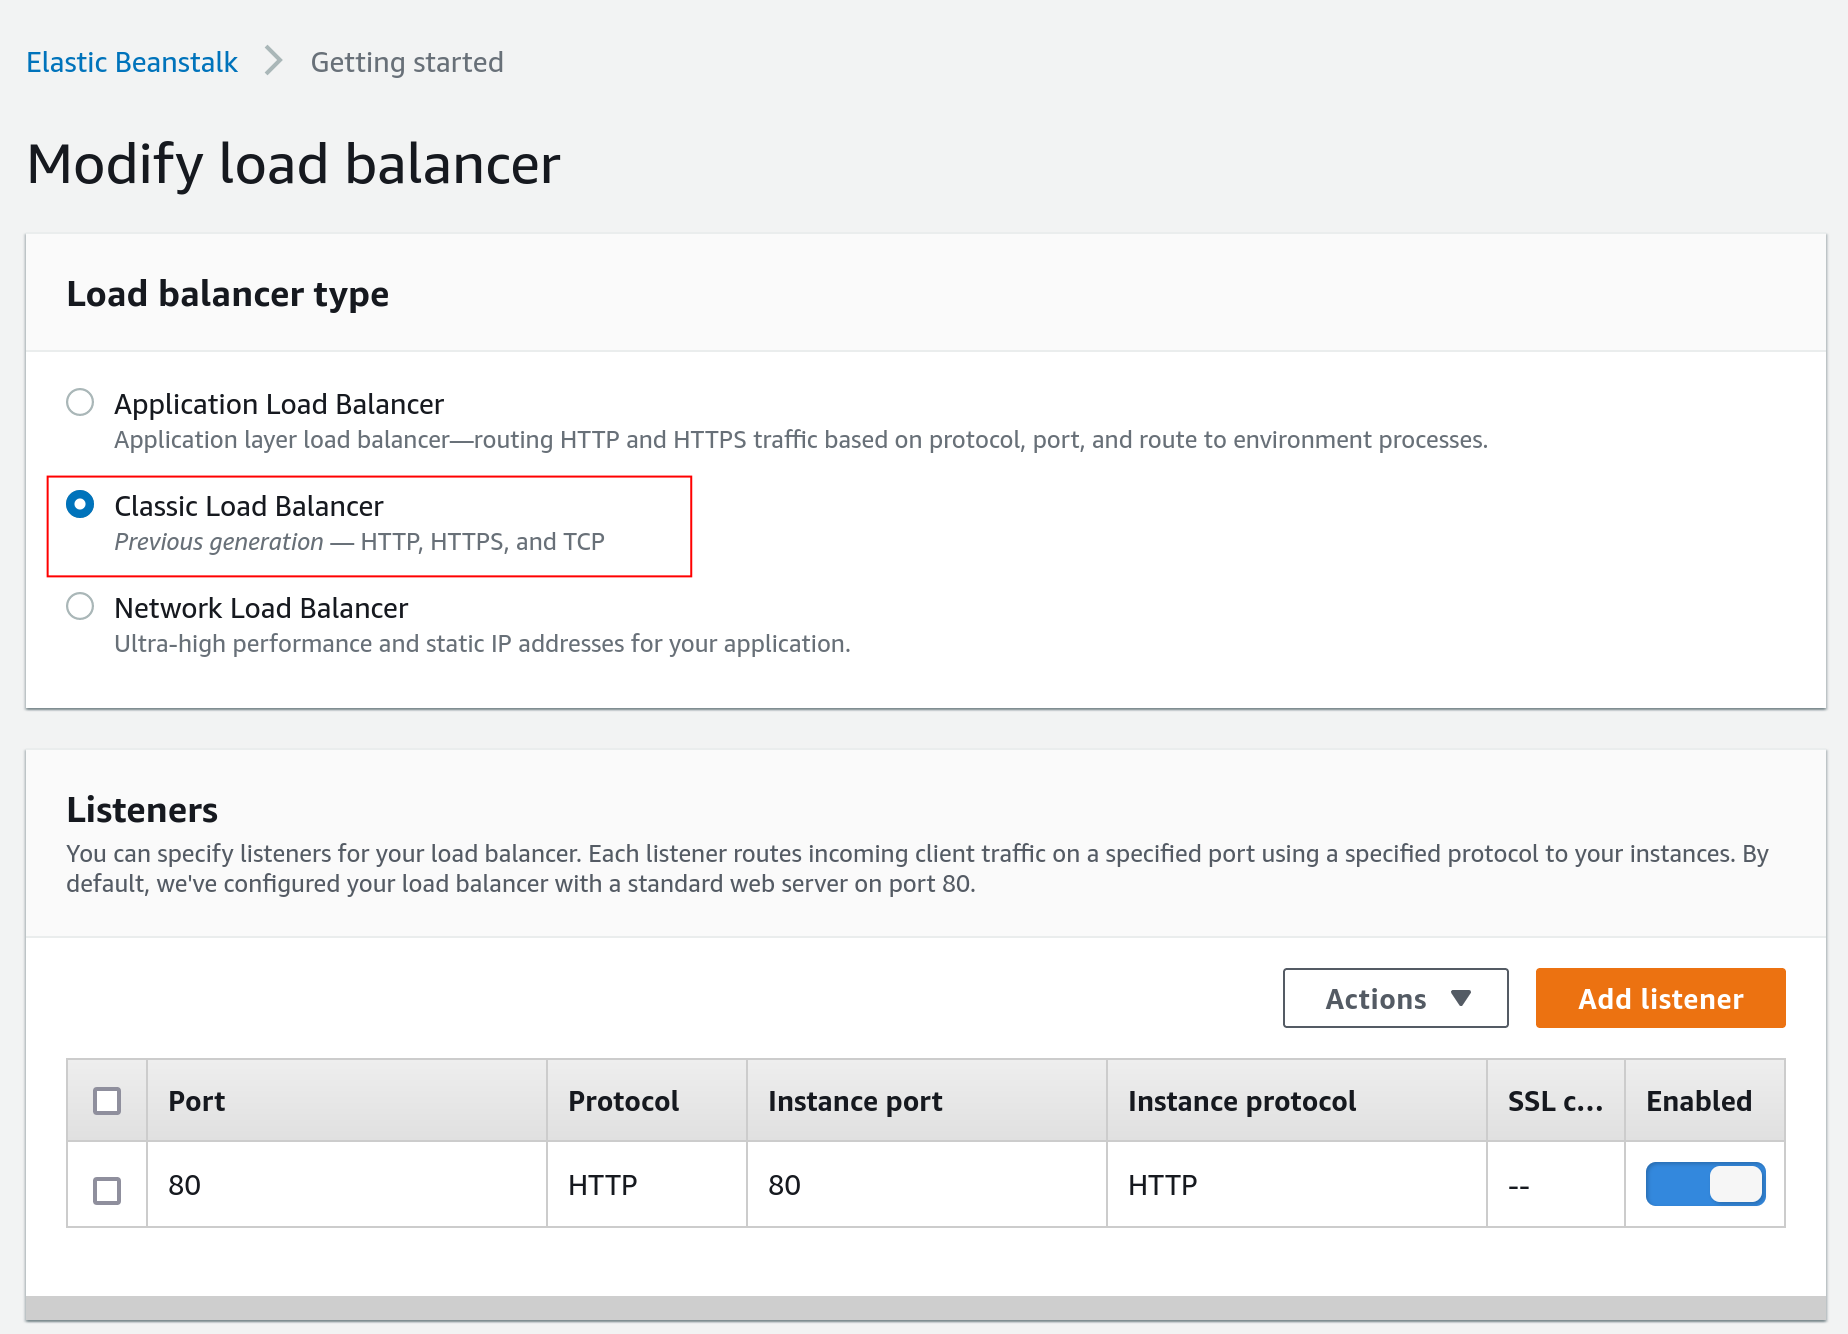 Elastic Beanstalk > Getting started
Modify load balancer
Load balancer type
Application Load Balancer
Application layer load balancer—routing HTTP and HTTPS traffic based on protocol, port, and route to environment processes.
Classic Load Balancer
Previous generation — HTTP, HTTPS, and TCP
Network Load Balancer
Ultra-high performance and static IP addresses for your application.
Listeners
You can specify listeners for your load balancer. Each listener routes incoming client traffic on a specified port using a specified protocol to your instances. By
default, we've configured your load balancer with a standard web server on port 80.
Actions Add listener
Port Protocol Instance port Instance protocol SSL c... Enabled
80 HTTP 80 HTTP --